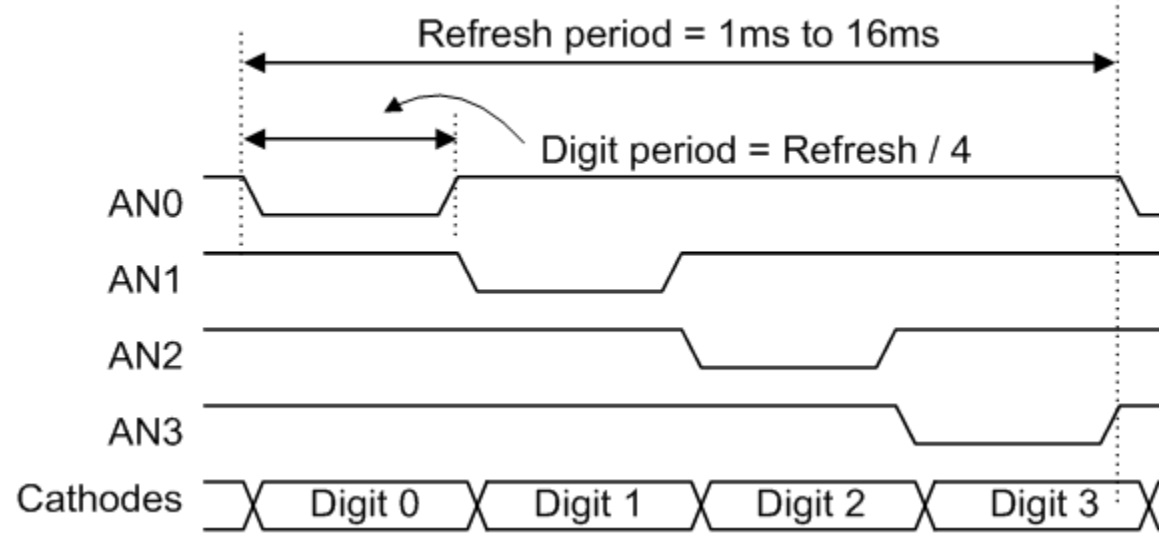 Refresh period = 1ms to 16ms
Digit period = Refresh / 4
AN0
AN1
AN2
AN3
Cathodes Digit 0 Digit 1 Digit 2 Digit 3